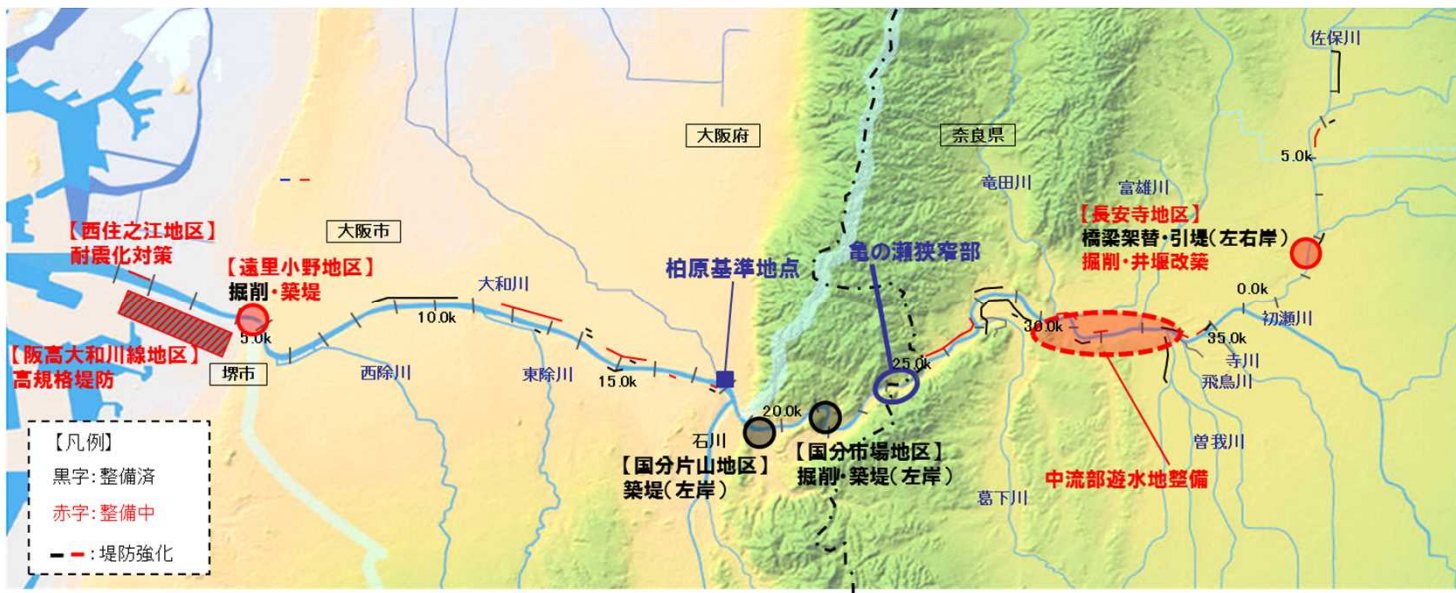 佐保川
大阪府
奈良県
5.0k
竜田川
富雄川
【西住之江地区】
耐震化対策
大阪市
【長安寺地区】
橋梁架替・引堤(左右岸)
掘削・井堰改築
【遠里小野地区】
掘削・築堤
柏原基準地点
亀の瀬狭窄部
大和川
10.0k
0.0k
初瀬川
5.0k
30.0k
35.0k
【阪高大和川線地区】
高規格堤防
堺市
西除川
東除川
15.0k
25.0k
寺川
飛鳥川
20.0k
石川
曽我川
【凡例】
黒字:整備済
赤字:整備中
:堤防強化
【国分片山地区】
築堤(左岸)
【国分市場地区】
掘削・築堤(左岸)
葛下川
中流部遊水地整備